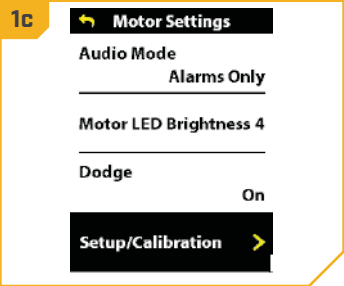 1c
Motor Settings
Audio Mode
Alarms Only
Motor LED Brightness 4
Dodge
On
Setup/Calibration